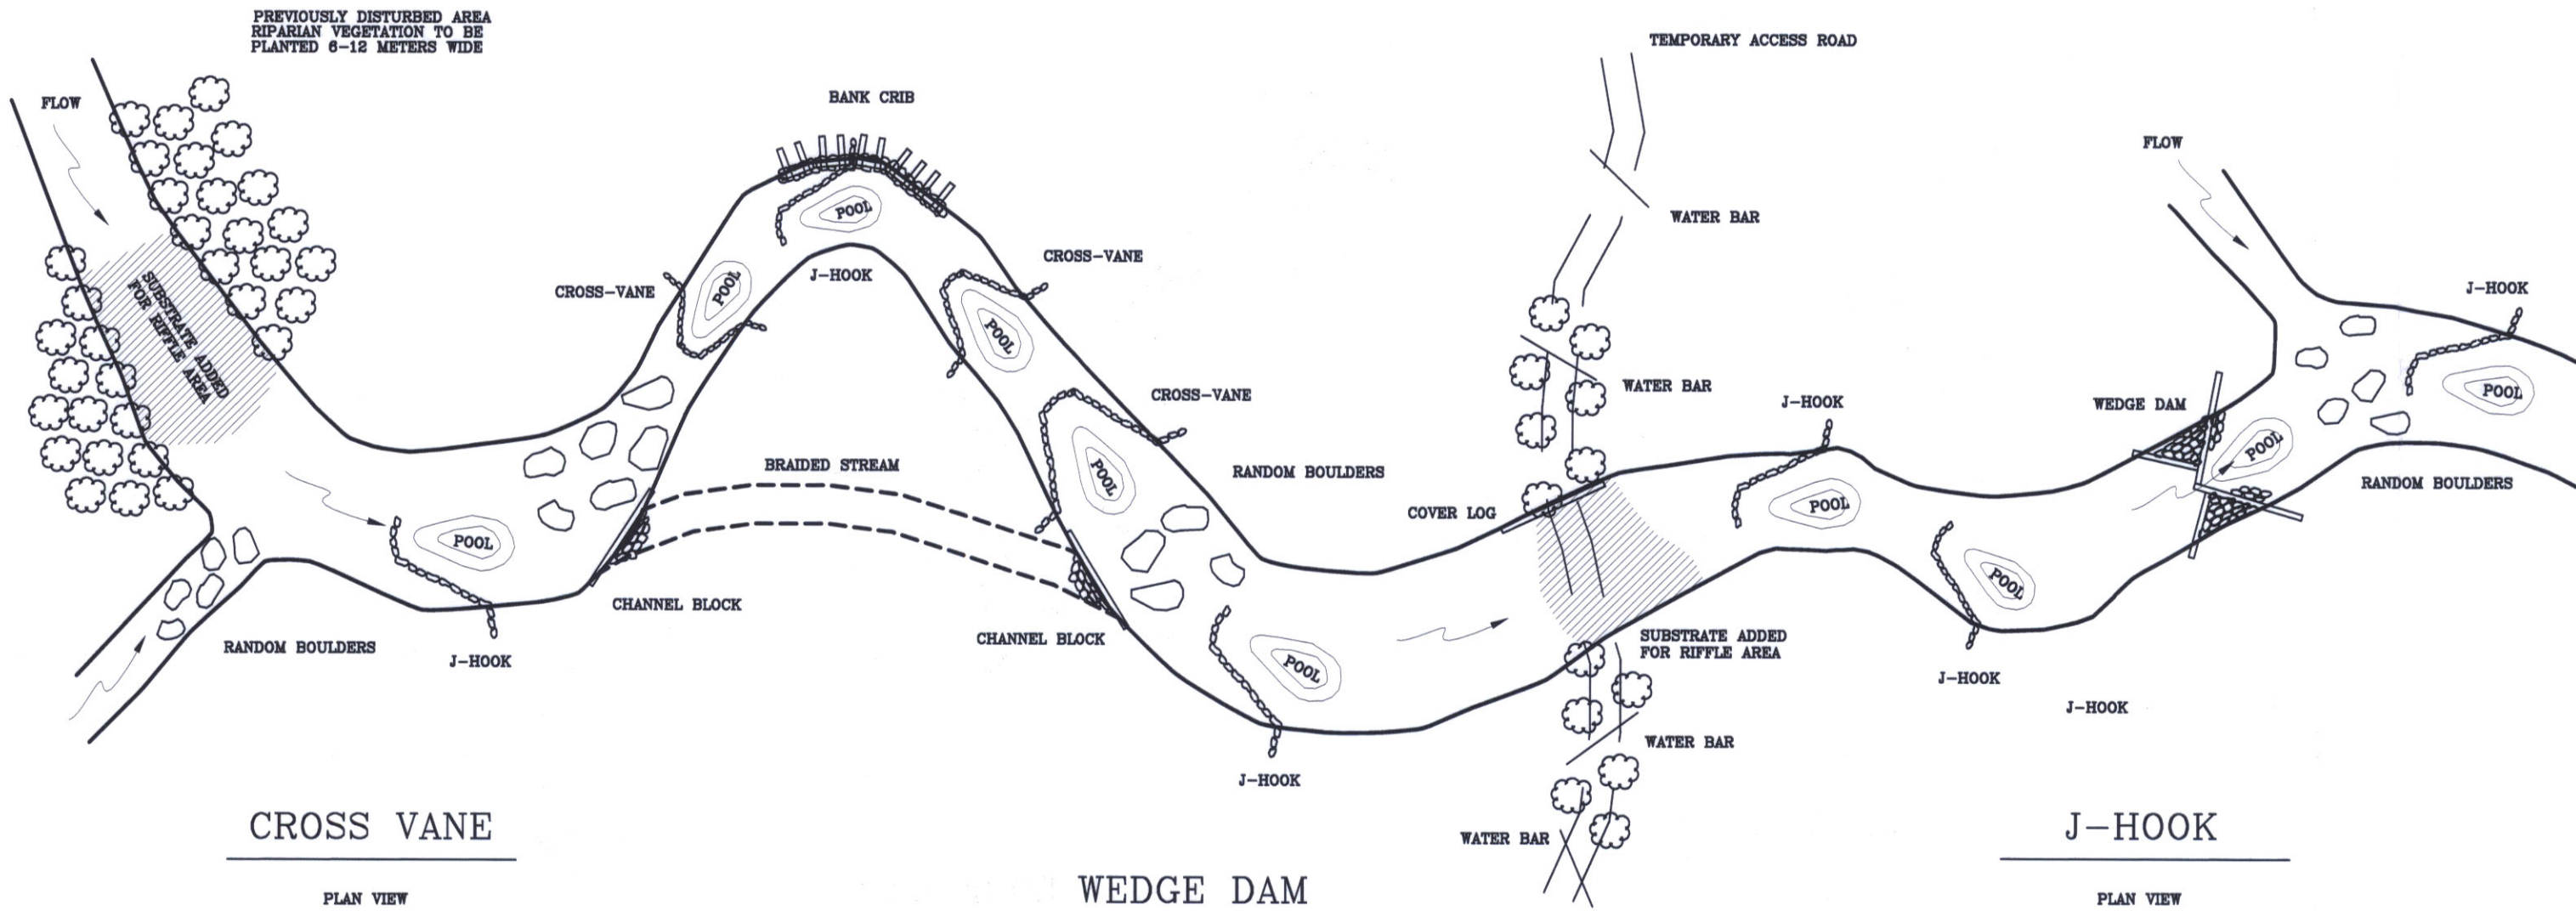 PREVIOUSLY DISTURBED AREA
RIPARIAN VEGETATION TO BE
PLANTED 6-12 METERS WIDE
FLOW
SUBSTRATE ADDED
FOR RIFFLE AREA
RANDOM BOULDERS
POOL
J-HOOK
CHANNEL BLOCK
CROSS-VANE
POOL
BANK CRIB
POOL
J-HOOK
BRAIDED STREAM
CROSS-VANE
POOL
CROSS-VANE
POOL
CHANNEL BLOCK
RANDOM BOULDERS
POOL
J-HOOK
TEMPORARY ACCESS ROAD
WATER BAR
WATER BAR
COVER LOG
SUBSTRATE ADDED
FOR RIFFLE AREA
WATER BAR
WATER BAR
J-HOOK
POOL
POOL
J-HOOK
J-HOOK
FLOW
WEDGE DAM
POOL
J-HOOK
POOL
RANDOM BOULDERS
CROSS VANE
PLAN VIEW
WEDGE DAM
J-HOOK
PLAN VIEW